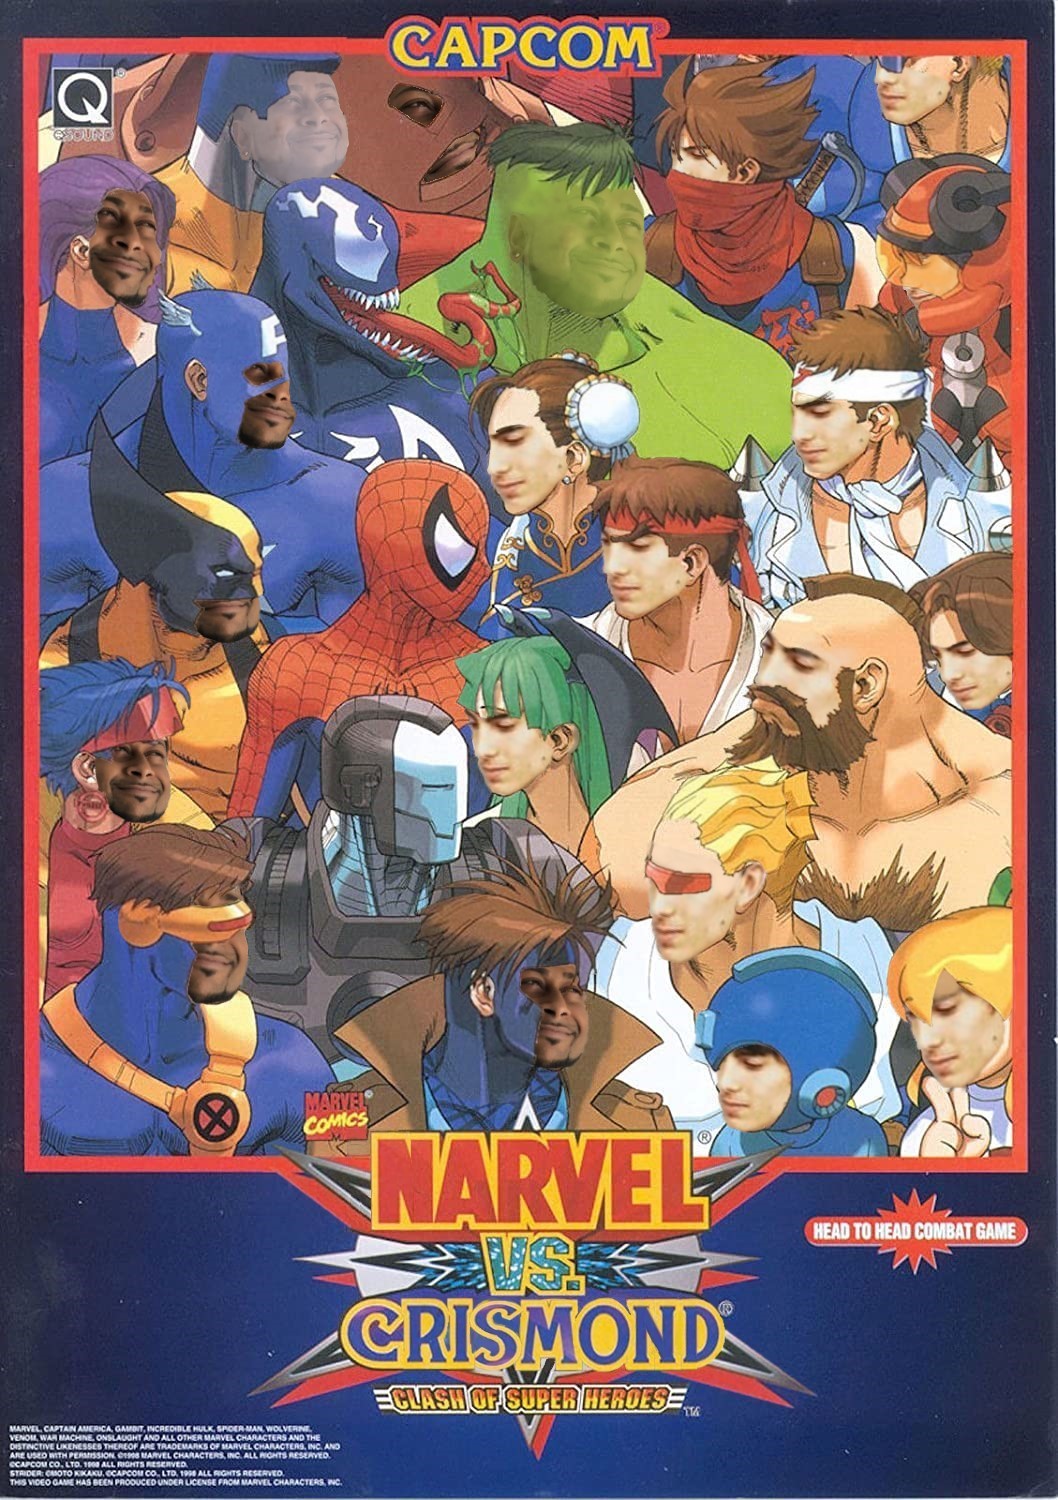 CAPCOM
Q
QSOUND
MARVEL
COMICS
NARVEL
VS.
CRISMOND
HEAD TO HEAD COMBAT GAME
CLASH OF SUPER HEROES
MARVEL, CAPTAIN AMERICA, GAMBIT, INCREDIBLE HULK, SPIDER-MAN, WOLVERINE,
VENOM, WAR MACHINE, ONSLAUGHT AND ALL OTHER MARVEL CHARACTERS AND THE
DISTINCTIVE LIKENESSES THEREOF ARE TRADEMARKS OF MARVEL CHARACTERS, INC. AND
ARE USED WITH PERMISSION. ©1998 MARVEL CHARACTERS, INC. ALL RIGHTS RESERVED.
©CAPCOM CO., LTD. 1998 ALL RIGHTS RESERVED.
STRIDER: ©MOTO KIKAKU. ©CAPCOM CO., LTD. 1998 ALL RIGHTS RESERVED.
THIS VIDEO GAME HAS BEEN PRODUCED UNDER LICENSE FROM MARVEL CHARACTERS, INC.